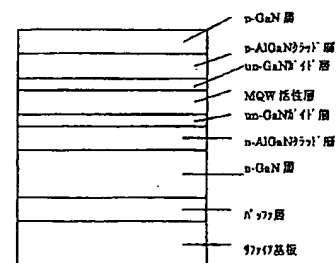 p-GaN 層
p-AlGaNクラッド層
un-GaNガイド層
MQW 活性層
un-GaNガイド層
n-AlGaNクラッド層
n-GaN 層
バッファ層
サファイア基板